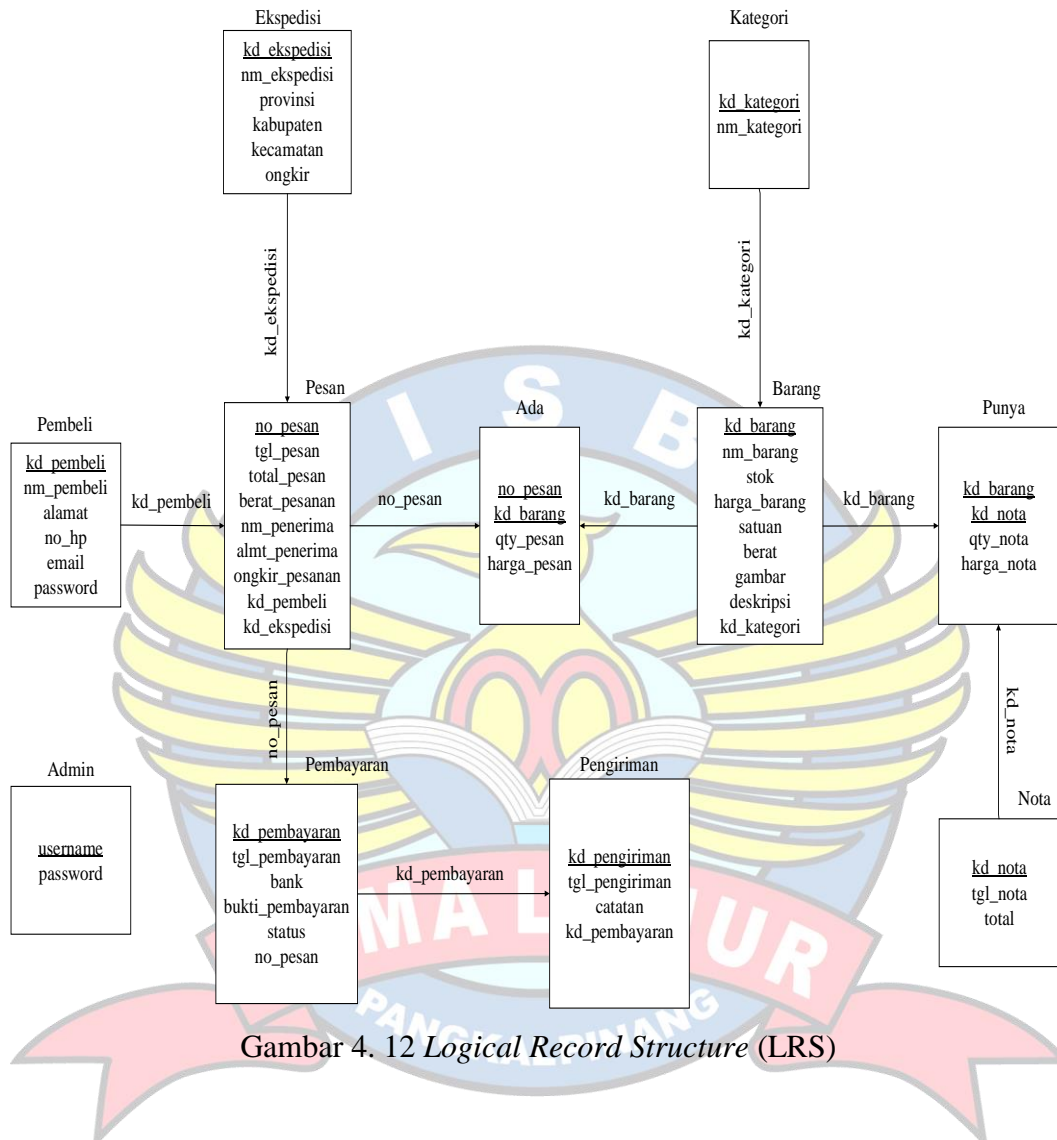 Ekspedisi
kd_ekspedisi
nm_ekspedisi
provinsi
kabupaten
kecamatan
ongkir
Kategori
kd_kategori
nm_kategori
kd_ekspedisi
kd_kategori
Pembeli
kd_pembeli
nm_pembeli
alamat
no_hp
email
password
kd_pembeli
Pesan
no_pesan
tgl_pesan
total_pesan
berat_pesanan
nm_penerima
almt_penerima
ongkir_pesanan
kd_pembeli
kd_ekspedisi
no_pesan
Ada
no_pesan
kd_barang
qty_pesan
harga_pesan
kd_barang
Barang
kd_barang
nm_barang
stok
harga_barang
satuan
berat
gambar
deskripsi
kd_kategori
kd_barang
Punya
kd_barang
kd_nota
qty_nota
harga_nota
no_pesan
kd_nota
Admin
username
password
Pembayaran
kd_pembayaran
tgl_pembayaran
bank
bukti_pembayaran
status
no_pesan
kd_pembayaran
Pengiriman
kd_pengiriman
tgl_pengiriman
catatan
kd_pembayaran
Nota
kd_nota
tgl_nota
total
PANGKALPINANG
Gambar 4. 12 Logical Record Structure (LRS)